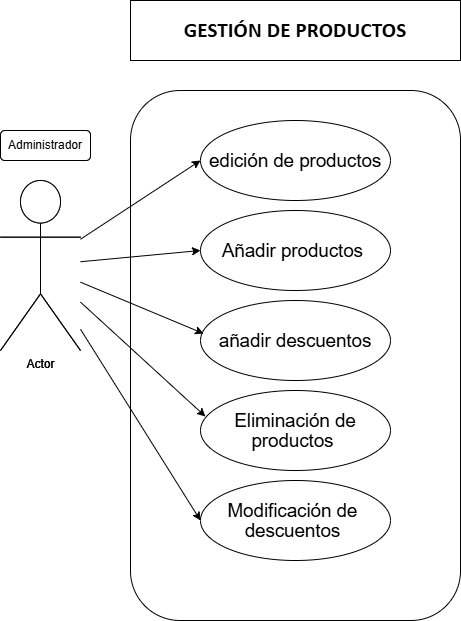 GESTIÓN DE PRODUCTOS
Administrador
Actor
edición de productos
Añadir productos
añadir descuentos
Eliminación de
productos
Modificación de
descuentos